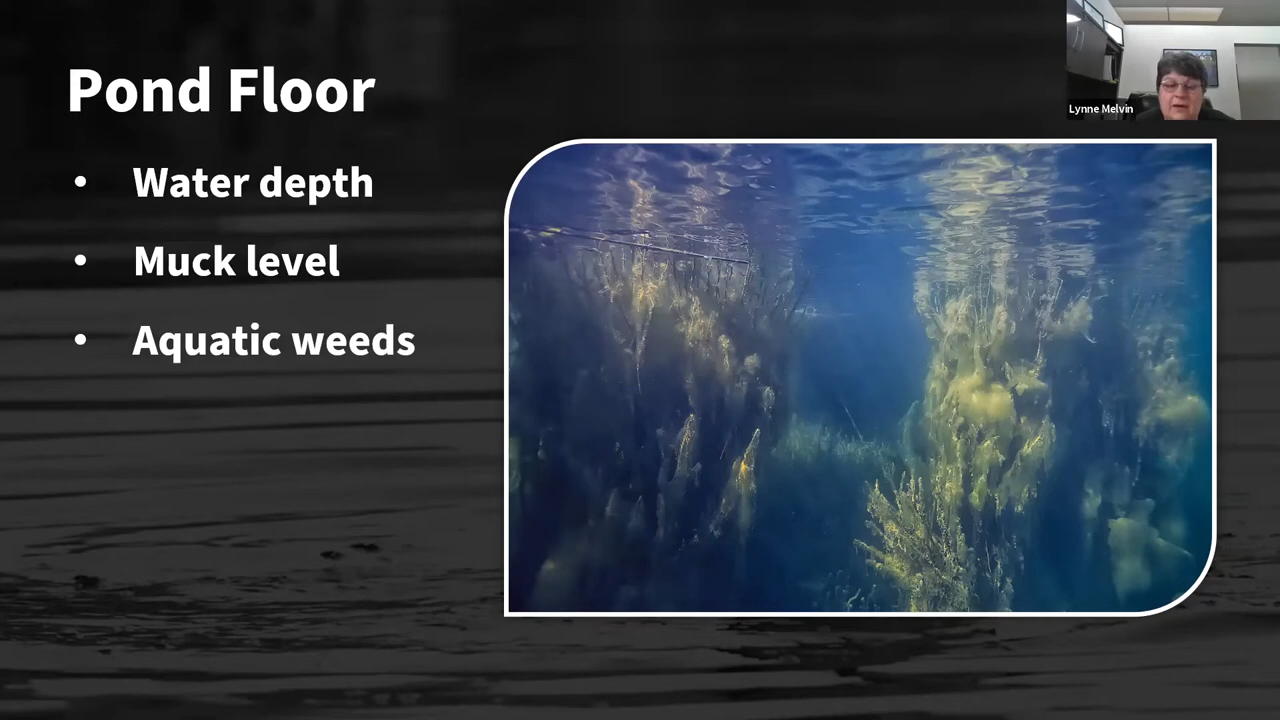 Pond Floor
Lynne Melvin
• Water depth
• Muck level
• Aquatic weeds